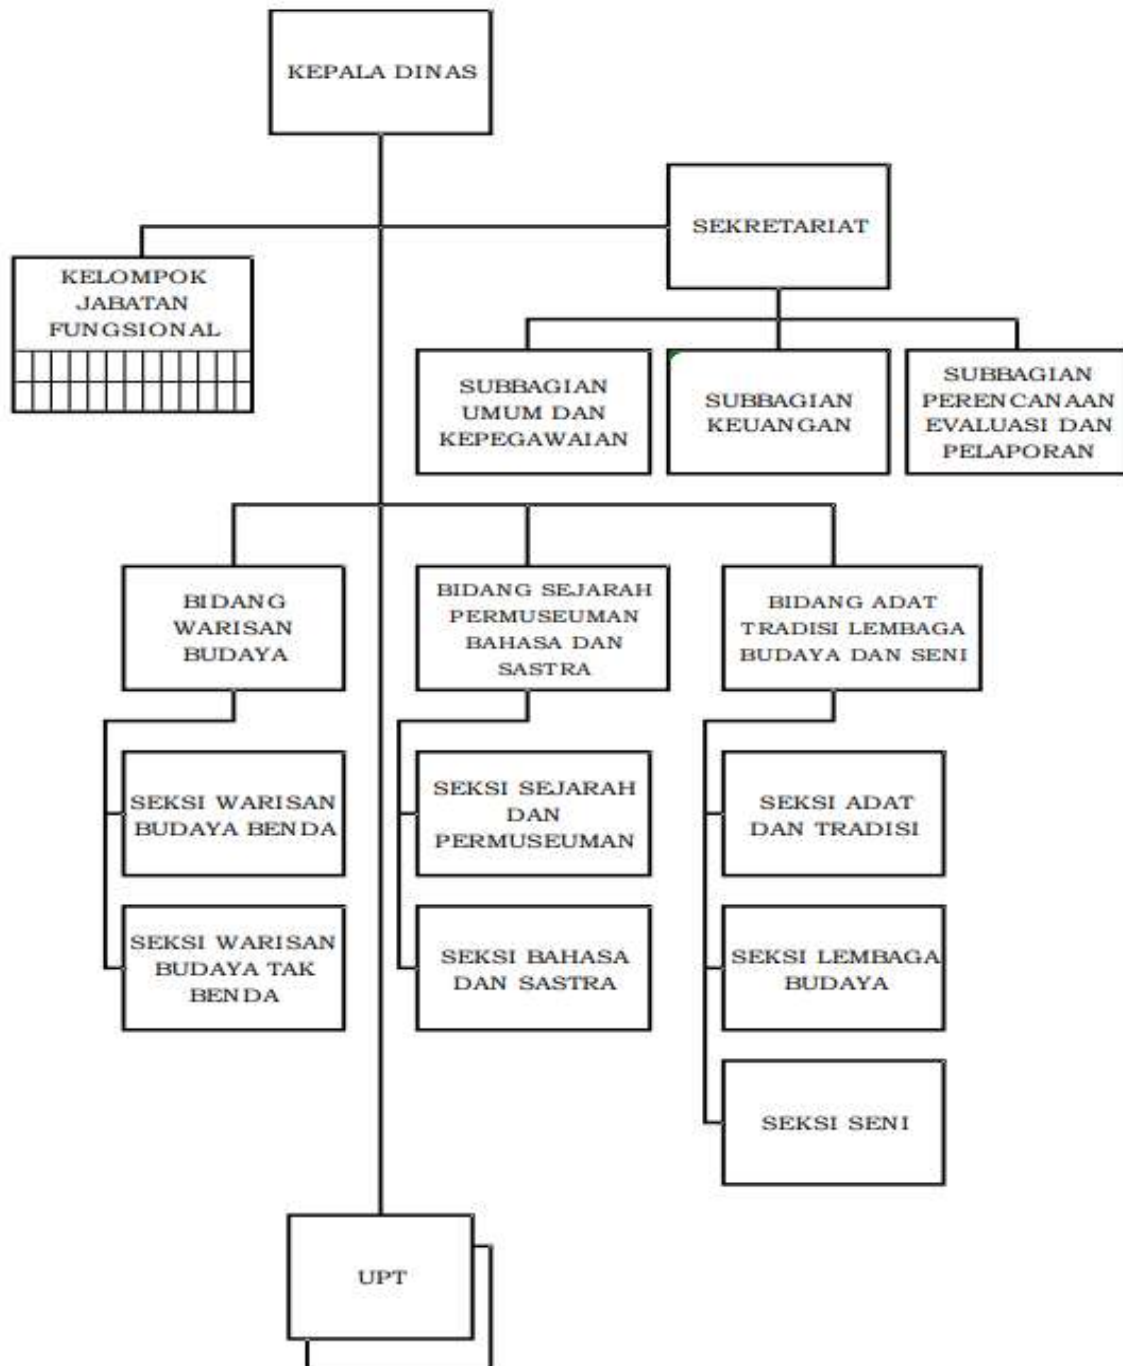 KEPALA DINAS
SEKRETARIAT
KELOMPOK
JABATAN
FUNGSIONAL
SUBBAGIAN
UMUM DAN
KEPEGAWAIAN
SUBBAGIAN
KEUANGAN
SUBBAGIAN
PERENCANAAN
EVALUASI DAN
PELAPORAN
BIDANG
WARISAN
BUDAYA
BIDANG SEJARAH
PERMUSEUMAN
BAHASA DAN
SASTRA
BIDANG ADAT
TRADISI LEMBAGA
BUDAYA DAN SENI
SEKSI WARISAN
BUDAYA BENDA
SEKSI SEJARAH
DAN
PERMUSEUMAN
SEKSI ADAT
DAN TRADISI
SEKSI WARISAN
BUDAYA TAK
BENDA
SEKSI BAHASA
DAN SASTRA
SEKSI LEMBAGA
BUDAYA
SEKSI SENI
UPT